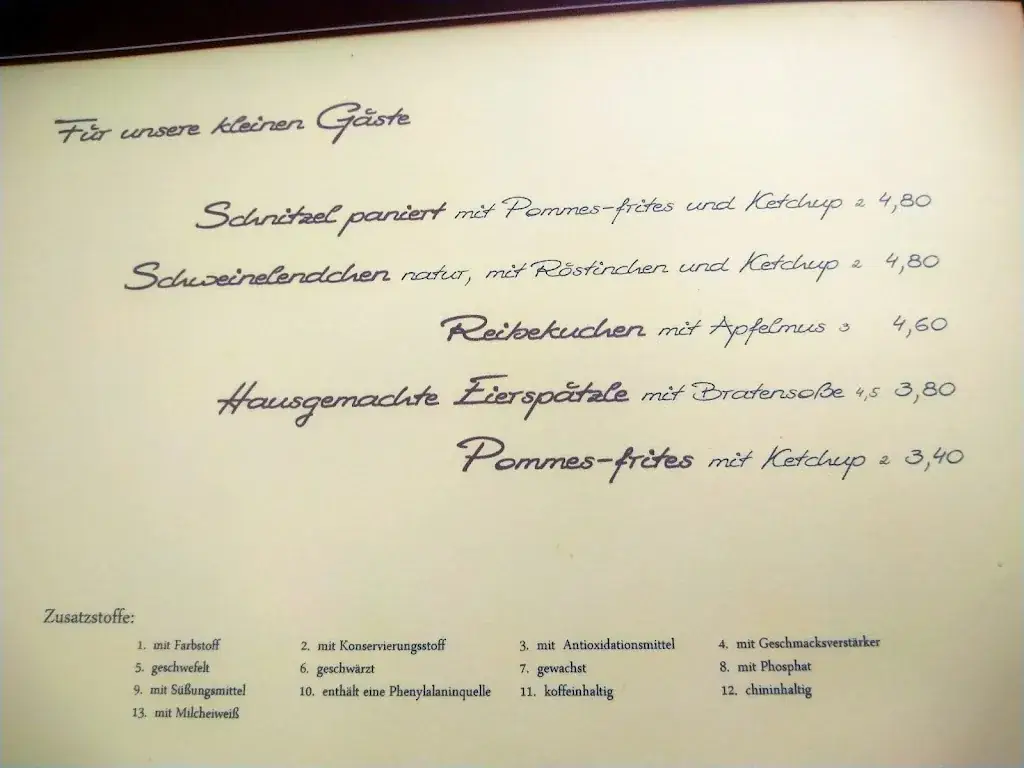 Für unsere kleinen Gäste
Schnitzel paniert mit Pommes-frites und Ketchup 2 4,80
Schweinelendchen natur, mit Röstinchen und Ketchup 2 4,80
Reibekuchen mit Apfelmus 3 4,60
Hausgemachte Eierspätzle mit Bratensoße 4,5 3,80
Pommes-frites mit Ketchup 2 3,40
Zusatzstoffe:
1. mit Farbstoff 2. mit Konservierungsstoff 3. mit Antioxidationsmittel 4. mit Geschmacksverstärker
5. geschwefelt 6. geschwärzt 7. gewachst 8. mit Phosphat
9. mit Süßungsmittel 10. enthält eine Phenylalaninquelle 11. koffeinhaltig 12. chininhaltig
13. mit Milcheiweiß